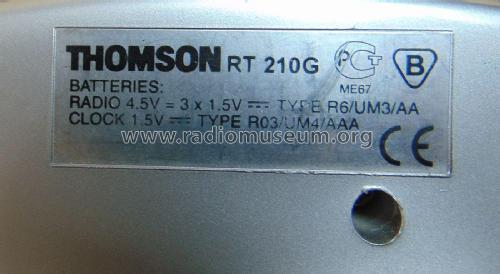 THOMSON RT 210G
PCT
ME67
B
BATTERIES:
RADIO 4.5V = 3 x 1.5V ⎓ TYPE R6/UM3/AA
CLOCK 1.5V ⎓ TYPE R03/UM4/AAA
www.radiomuseum.org
CE